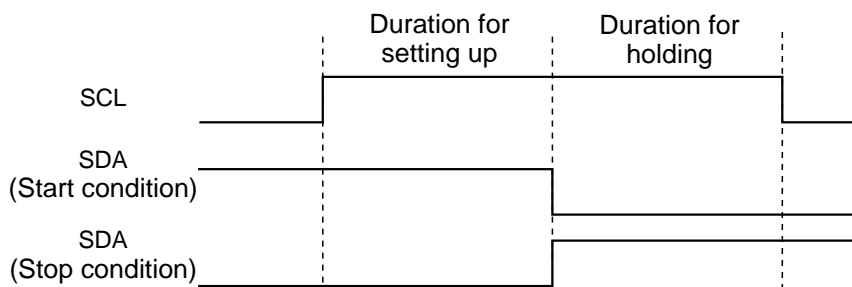 Duration for
setting up
Duration for
holding
SCL
SDA
(Start condition)
SDA
(Stop condition)